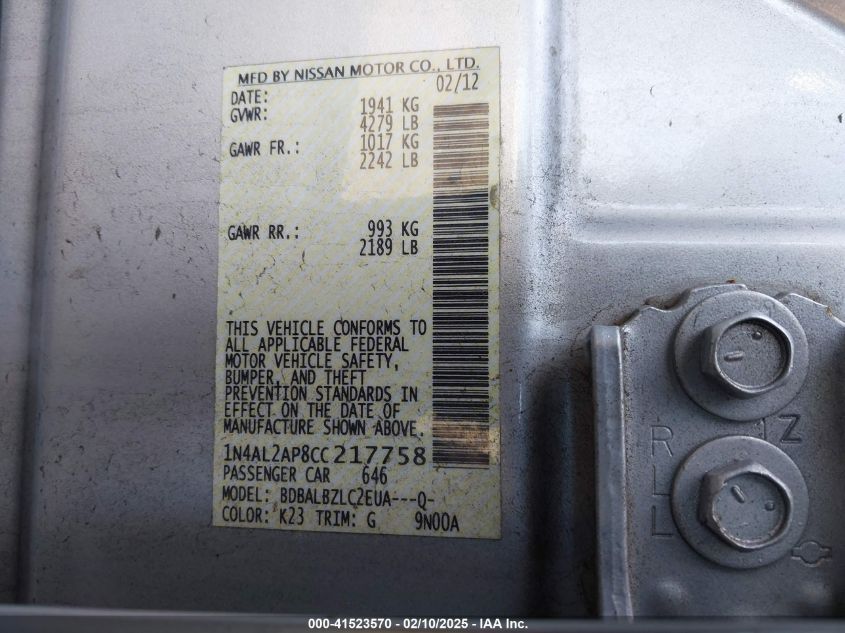 MFD BY NISSAN MOTOR CO., LTD.
DATE: 02/12
GVWR: 1941 KG
4279 LB
GAWR FR.: 1017 KG
2242 LB
GAWR RR.: 993 KG
2189 LB
THIS VEHICLE CONFORMS TO
ALL APPLICABLE FEDERAL
MOTOR VEHICLE SAFETY,
BUMPER, AND THEFT
PREVENTION STANDARDS IN
EFFECT ON THE DATE OF
MANUFACTURE SHOWN ABOVE.
1N4AL2AP8CC217758
PASSENGER CAR 646
MODEL: BDBALBZLC2EUA---Q-
COLOR: K23 TRIM: G 9N00A
RLL
1Z
000-41523570 - 02/10/2025 - IAA Inc.